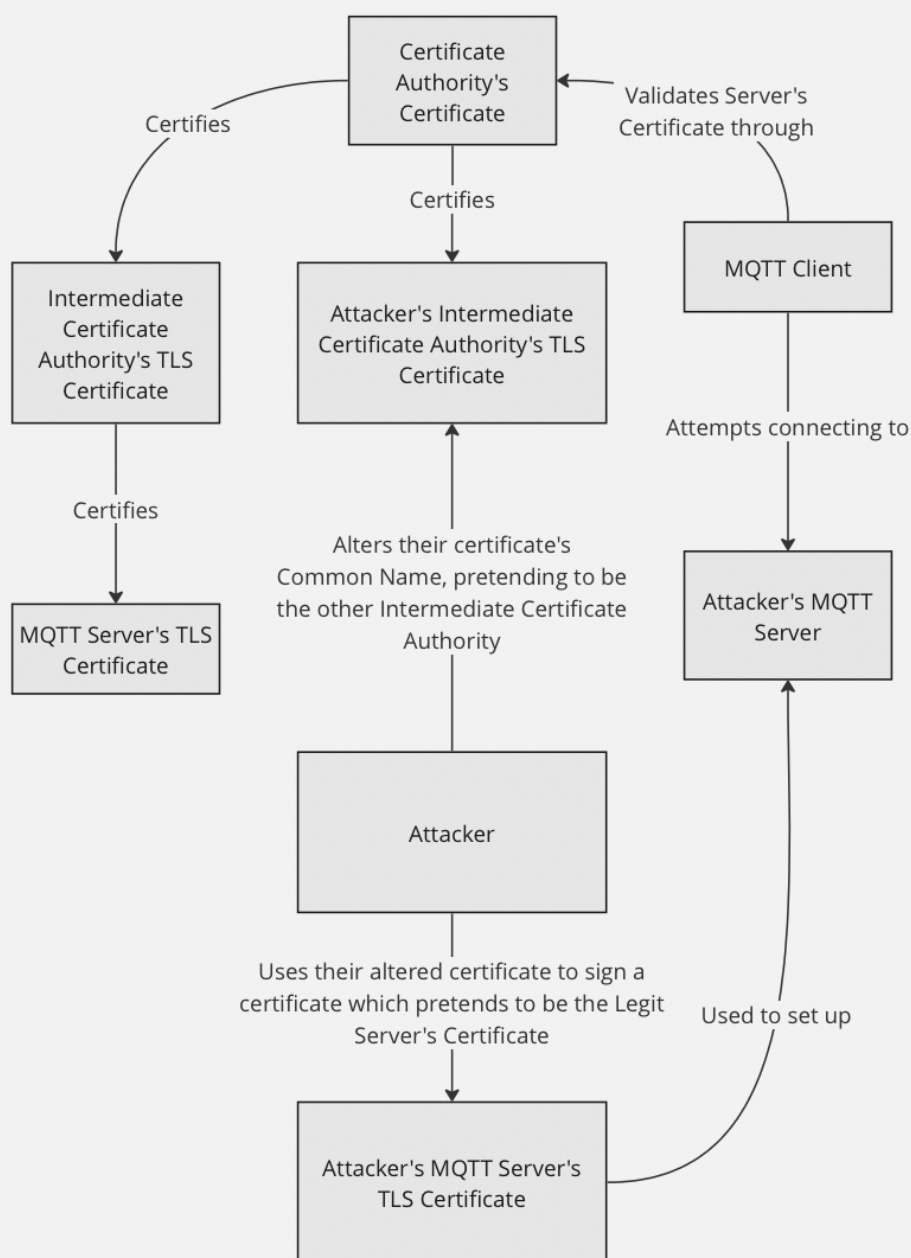 Certificate
Authority's
Certificate
Validates Server's
Certificate through
Certifies
Certifies
MQTT Client
Intermediate
Certificate
Authority's TLS
Certificate
Attacker's Intermediate
Certificate Authority's TLS
Certificate
Attempts connecting to
Certifies
Alters their certificate's
Common Name, pretending to be
the other Intermediate Certificate
Authority
Attacker's MQTT
Server
MQTT Server's TLS
Certificate
Attacker
Uses their altered certificate to sign a
certificate which pretends to be the Legit
Server's Certificate
Used to set up
Attacker's MQTT Server's
TLS Certificate